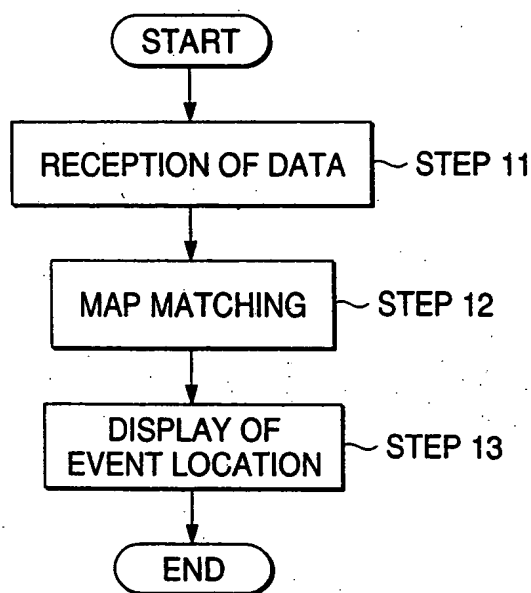 START
RECEPTION OF DATA
STEP 11
MAP MATCHING
STEP 12
DISPLAY OF
EVENT LOCATION
STEP 13
END